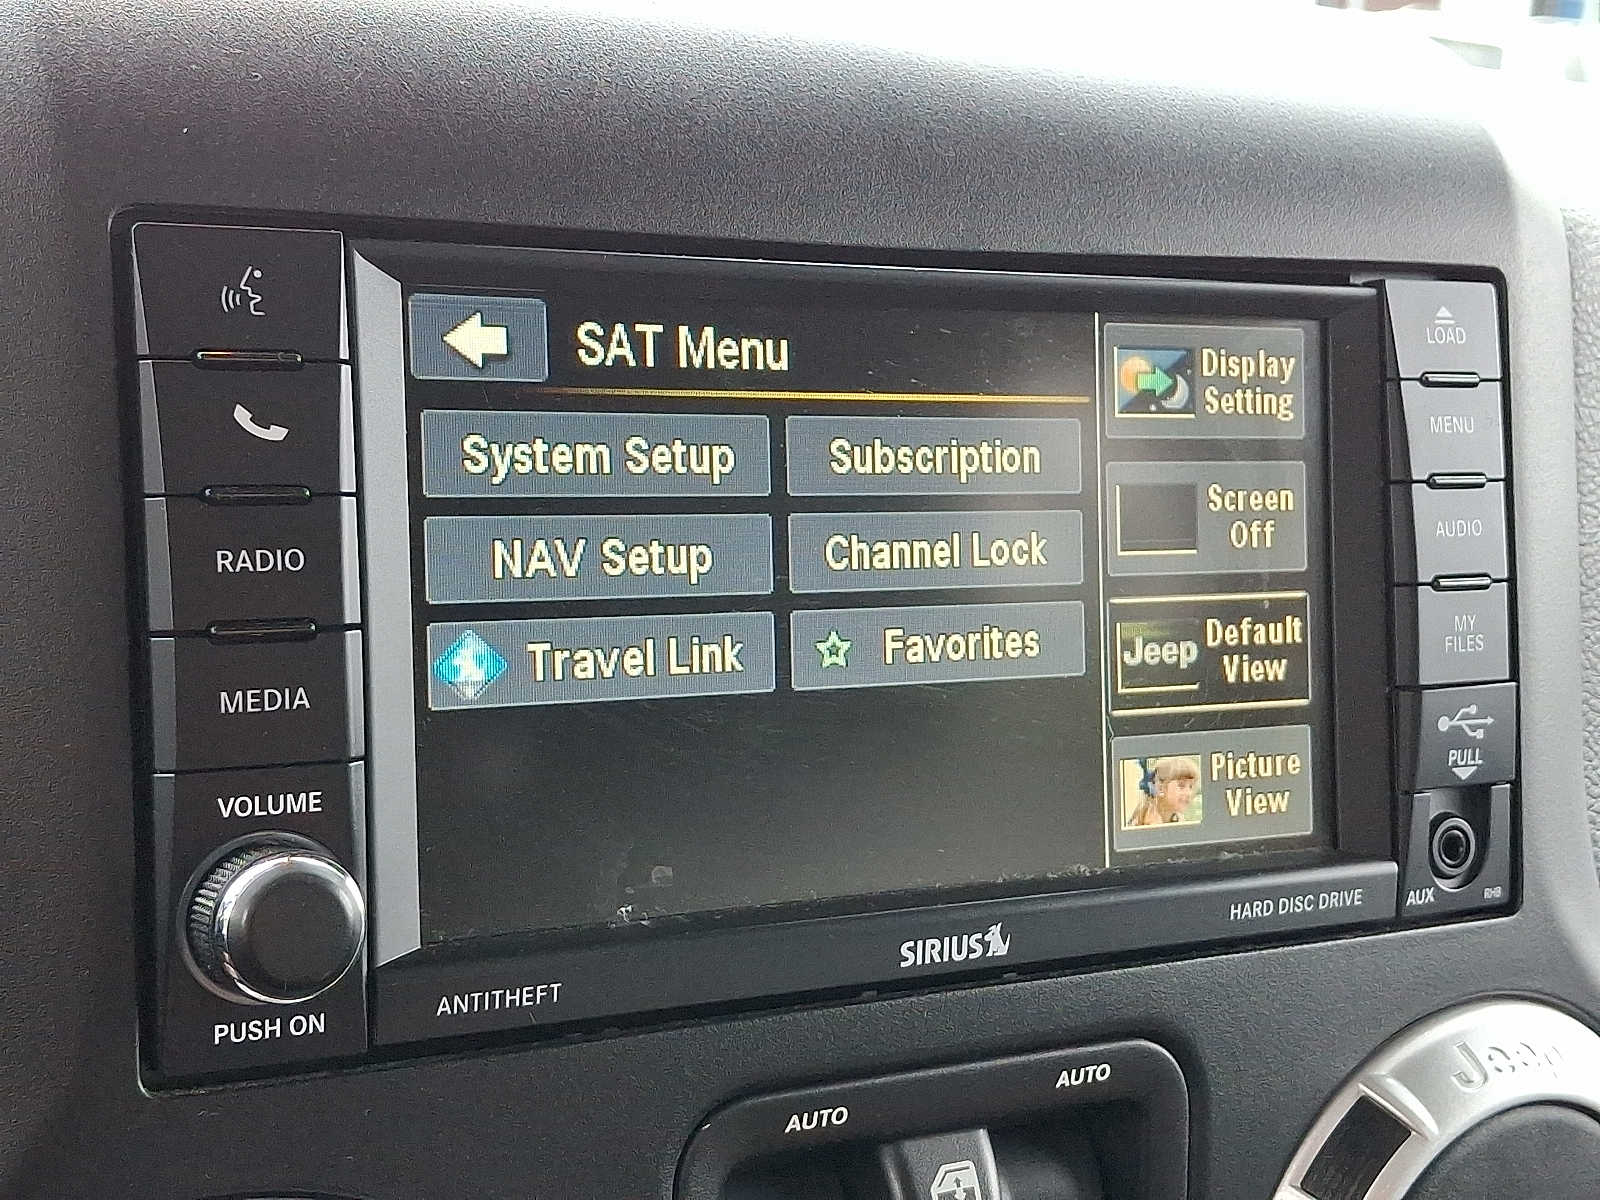 RADIO
MEDIA
VOLUME
PUSH ON
SAT Menu
System Setup
Subscription
NAV Setup
Channel Lock
Travel Link
Favorites
Display
Setting
Screen
Off
Jeep
Default
View
Picture
View
LOAD
MENU
AUDIO
MY
FILES
PULL
AUX
RHB
ANTITHEFT
SIRIUS
HARD DISC DRIVE
AUTO
AUTO
Jeep